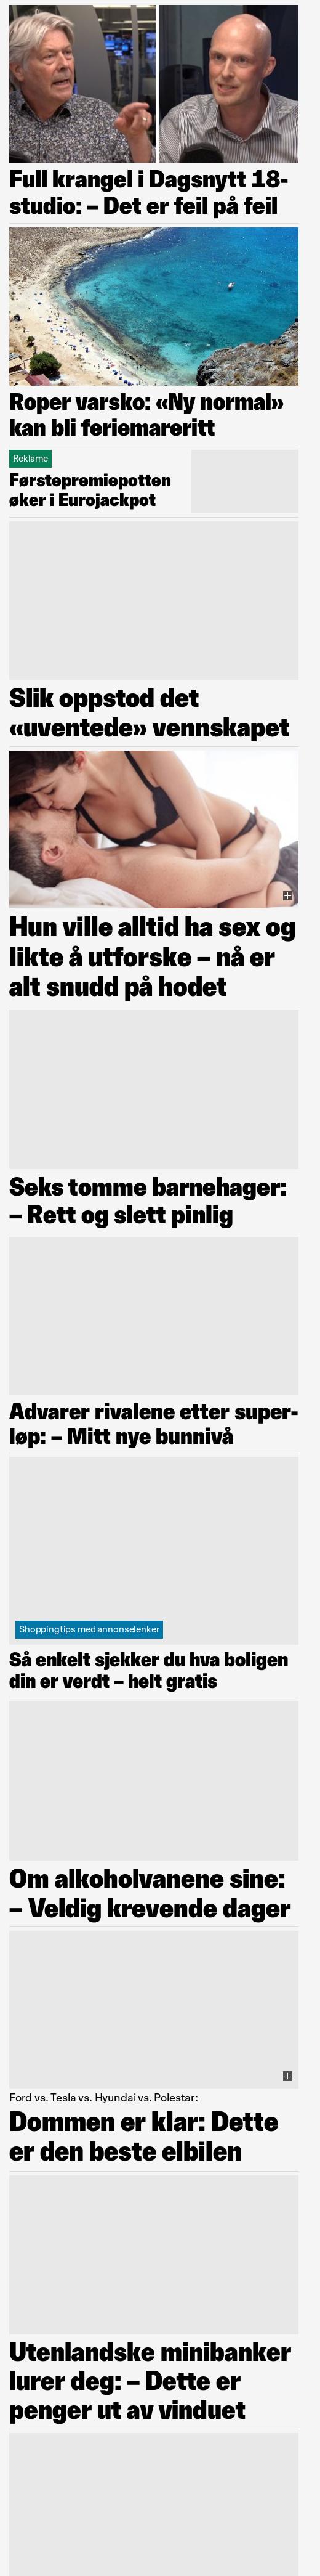 Full krangel i Dagsnytt 18-
studio: – Det er feil på feil
Roper varsko: «Ny normal»
kan bli feriemareritt
Reklame
Førstepremiepotten
øker i Eurojackpot
Slik oppstod det
«uventede» vennskapet
Hun ville alltid ha sex og
likte å utforske – nå er
alt snudd på hodet
Seks tomme barnehager:
– Rett og slett pinlig
Advarer rivalene etter super-
løp: – Mitt nye bunnivå
Shoppingtips med annonselenker
Så enkelt sjekker du hva boligen
din er verdt – helt gratis
Om alkoholvanene sine:
– Veldig krevende dager
Ford vs. Tesla vs. Hyundai vs. Polestar:
Dommen er klar: Dette
er den beste elbilen
Utenlandske minibanker
lurer deg: – Dette er
penger ut av vinduet